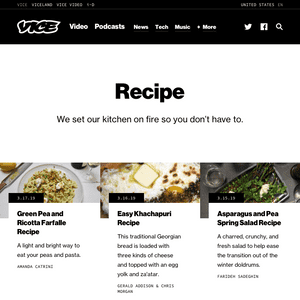 VICE VICELAND VICE VIDEO i-D UNITED STATES EN
VICE Video Podcasts News Tech Music + More
Recipe
We set our kitchen on fire so you don't have to.
3.17.19
Green Pea and
Ricotta Farfalle
Recipe
A light and bright way to
eat your peas and pasta.
AMANDA CATRINI
3.16.19
Easy Khachapuri
Recipe
This traditional Georgian
bread is loaded with
three kinds of cheese
and topped with an egg
yolk and za'atar.
GERALD ADDISON & CHRIS
MORGAN
3.15.19
Asparagus and Pea
Spring Salad Recipe
A charred, crunchy, and
fresh salad to help ease
the transition out of the
winter doldrums.
FARIDEH SADEGHIN